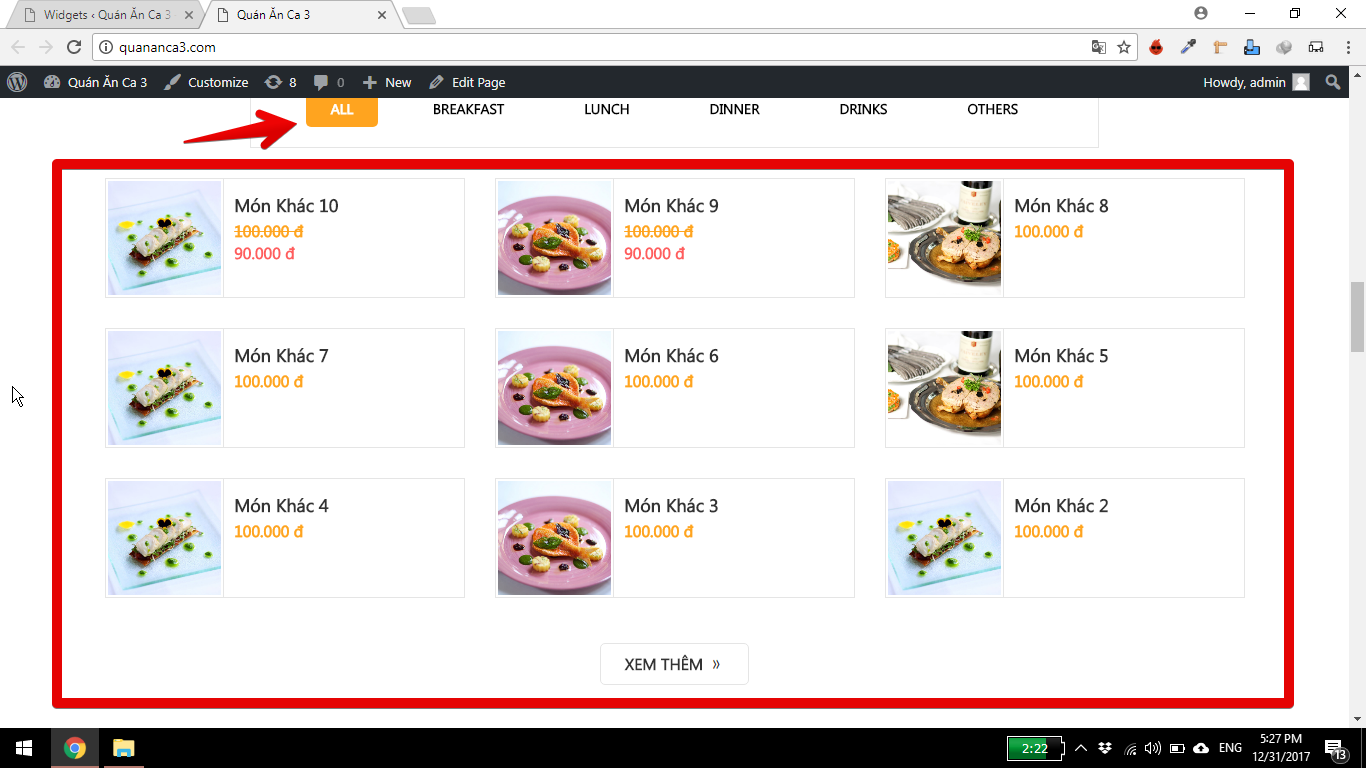 Widgets ‹ Quán Ăn Ca 3
Quán Ăn Ca 3
quananca3.com
Quán Ăn Ca 3
Customize
8
0
New
Edit Page
Howdy, admin
ALL
BREAKFAST
LUNCH
DINNER
DRINKS
OTHERS
Món Khác 10
100.000 đ
90.000 đ
Món Khác 9
100.000 đ
90.000 đ
Món Khác 8
100.000 đ
Món Khác 7
100.000 đ
Món Khác 6
100.000 đ
Món Khác 5
100.000 đ
Món Khác 4
100.000 đ
Món Khác 3
100.000 đ
Món Khác 2
100.000 đ
XEM THÊM »
2:22
ENG
5:27 PM
12/31/2017
13